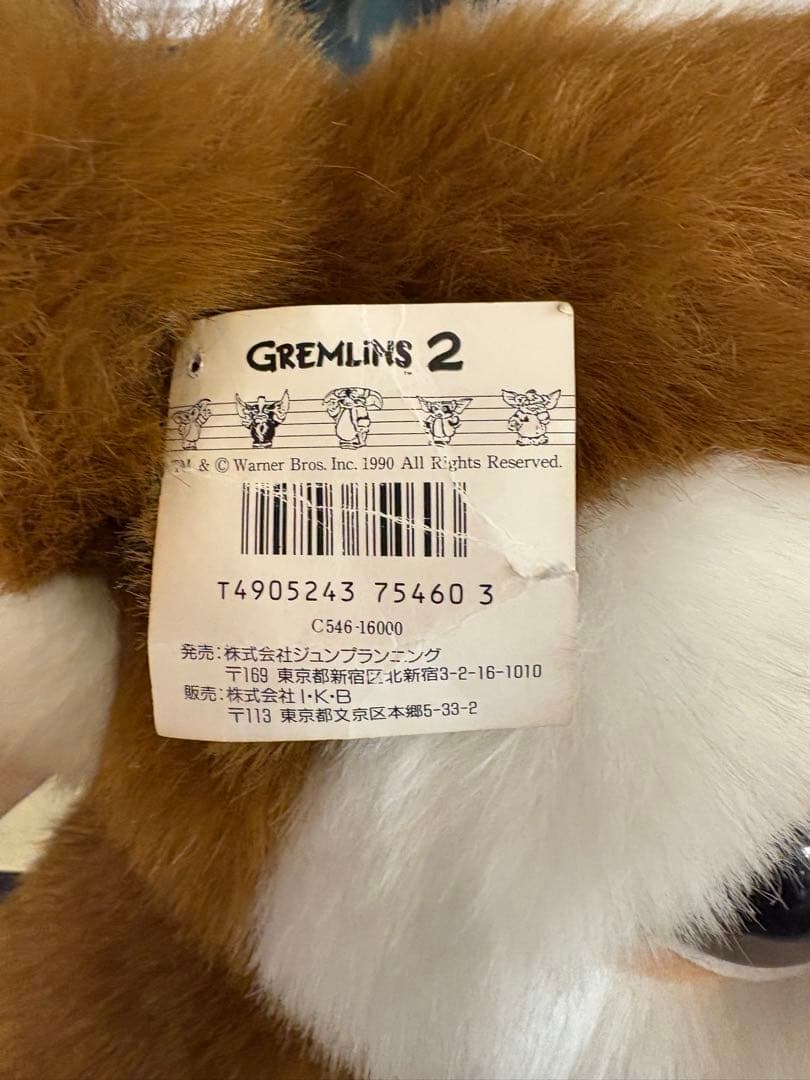 GREMLiNS 2
TM & © Warner Bros. Inc. 1990 All Rights Reserved.
T4905243 75460 3
C546-16000
発売:株式会社ジュンプランニング
〒169 東京都新宿区北新宿3-2-16-1010
販売:株式会社I・K・B
〒113 東京都文京区本郷5-33-2